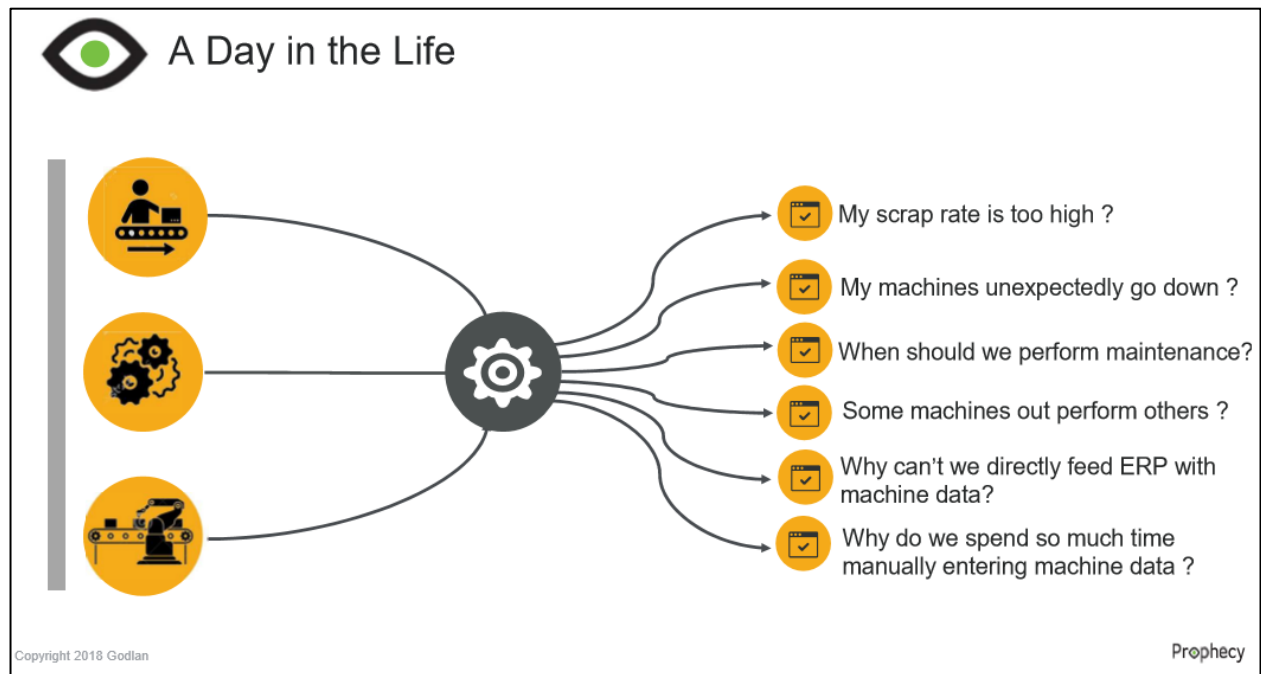 A Day in the Life
My scrap rate is too high ?
My machines unexpectedly go down ?
When should we perform maintenance?
Some machines out perform others ?
Why can’t we directly feed ERP with
machine data?
Why do we spend so much time
manually entering machine data ?
Copyright 2018 Godlan
Prophecy